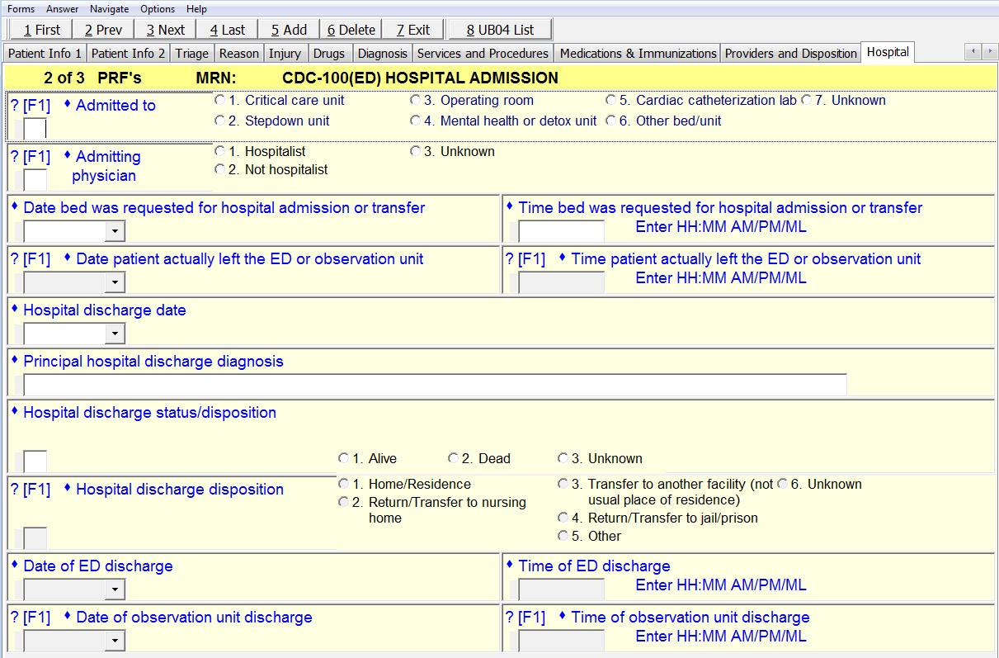 Forms Answer Navigate Options Help
1 First 2 Prev 3 Next 4 Last 5 Add 6 Delete 7 Exit 8 UB04 List
Patient Info 1 Patient Info 2 Triage Reason Injury Drugs Diagnosis Services and Procedures Medications & Immunizations Providers and Disposition Hospital
2 of 3 PRF's MRN: CDC-100(ED) HOSPITAL ADMISSION
? [F1] ♦ Admitted to
1. Critical care unit 3. Operating room 5. Cardiac catheterization lab 7. Unknown
2. Stepdown unit 4. Mental health or detox unit 6. Other bed/unit
? [F1] ♦ Admitting
physician
1. Hospitalist 3. Unknown
2. Not hospitalist
♦ Date bed was requested for hospital admission or transfer
♦ Time bed was requested for hospital admission or transfer
Enter HH:MM AM/PM/ML
? [F1] ♦ Date patient actually left the ED or observation unit
? [F1] ♦ Time patient actually left the ED or observation unit
Enter HH:MM AM/PM/ML
♦ Hospital discharge date
♦ Principal hospital discharge diagnosis
♦ Hospital discharge status/disposition
1. Alive 2. Dead 3. Unknown
? [F1] ♦ Hospital discharge disposition
1. Home/Residence
2. Return/Transfer to nursing
home
3. Transfer to another facility (not
usual place of residence)
4. Return/Transfer to jail/prison
5. Other
6. Unknown
♦ Date of ED discharge
♦ Time of ED discharge
Enter HH:MM AM/PM/ML
? [F1] ♦ Date of observation unit discharge
? [F1] ♦ Time of observation unit discharge
Enter HH:MM AM/PM/ML